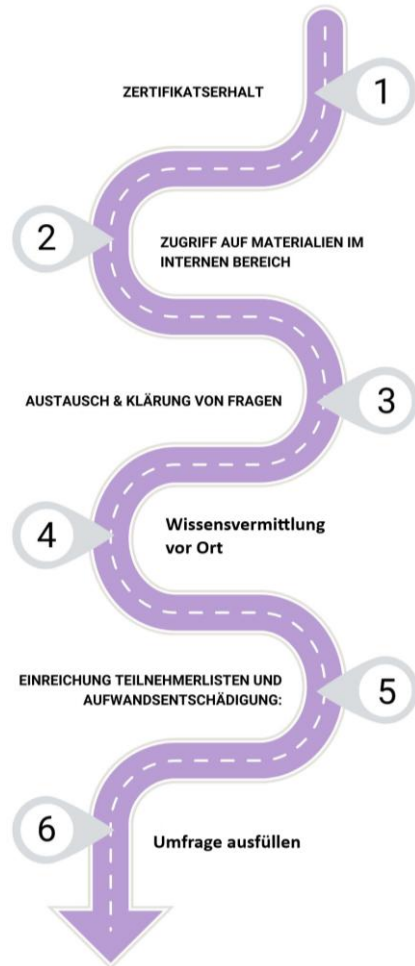 ZERTIFIKATSERHALT
1
2
ZUGRIFF AUF MATERIALIEN IM
INTERNEN BEREICH
AUSTAUSCH & KLÄRUNG VON FRAGEN
3
4
Wissensvermittlung
vor Ort
EINREICHUNG TEILNEHMERLISTEN UND
AUFWANDSENTSCHÄDIGUNG:
5
6
Umfrage ausfüllen